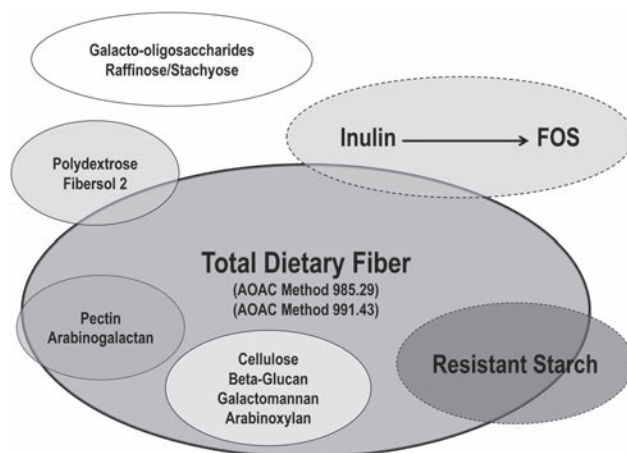 Galacto-oligosaccharides
Raffinose/Stachyose
Inulin → FOS
Polydextrose
Fibersol 2
Total Dietary Fiber
(AOAC Method 985.29)
(AOAC Method 991.43)
Pectin
Arabinogalactan
Cellulose
Beta-Glucan
Galactomannan
Arabinoxylan
Resistant Starch